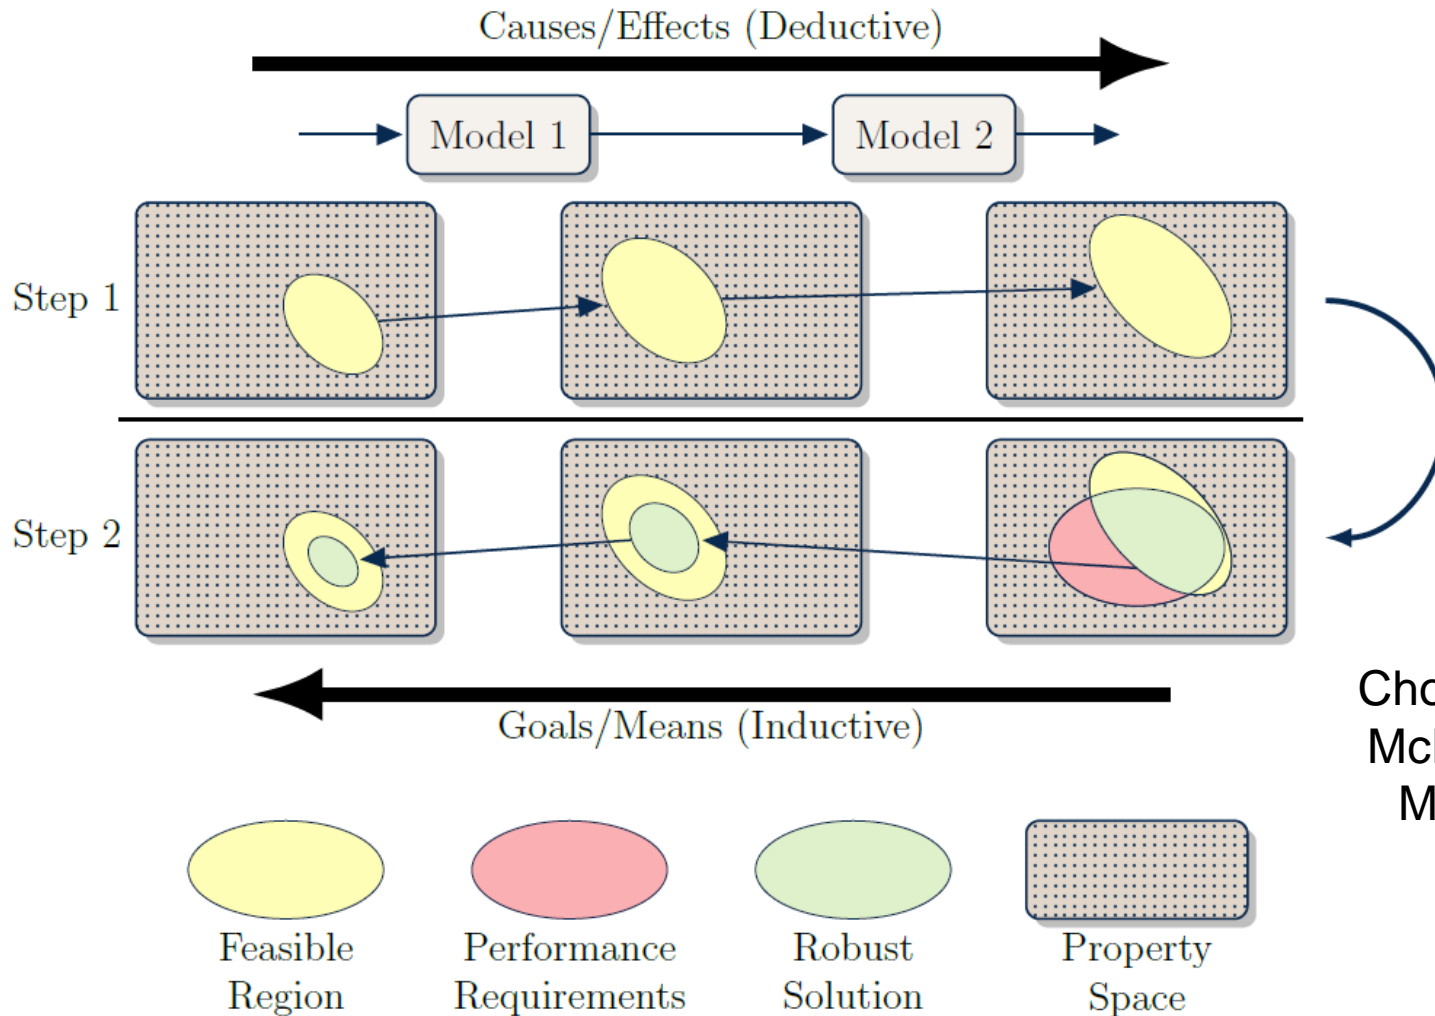 Causes/Effects (Deductive)
Model 1
Model 2
Step 1
Step 2
Goals/Means (Inductive)
Feasible
Region
Performance
Requirements
Robust
Solution
Property
Space